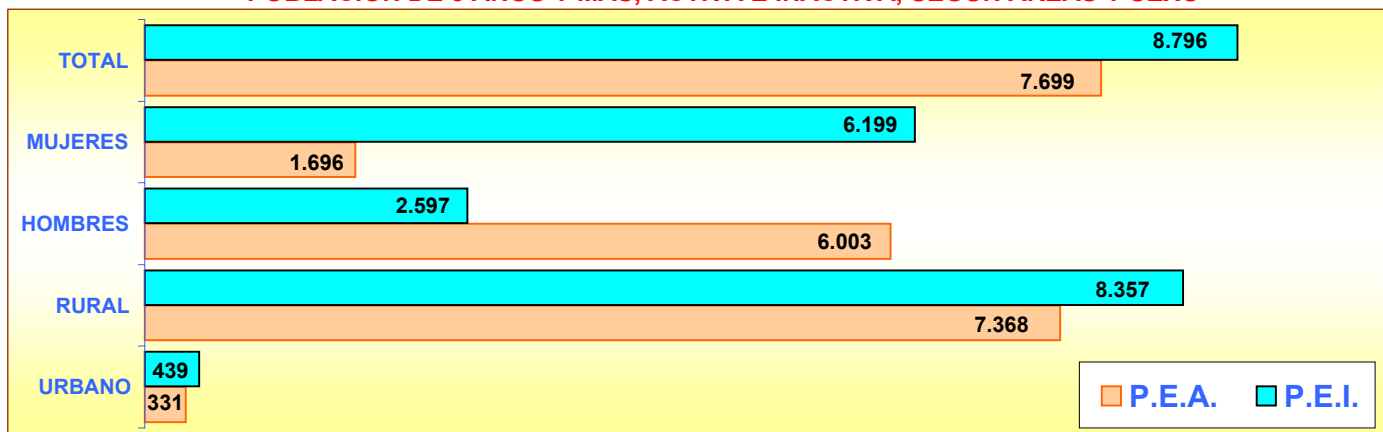 TOTAL
8.796
7.699
MUJERES
6.199
1.696
HOMBRES
2.597
6.003
RURAL
8.357
7.368
URBANO
439
331
P.E.A. P.E.I.